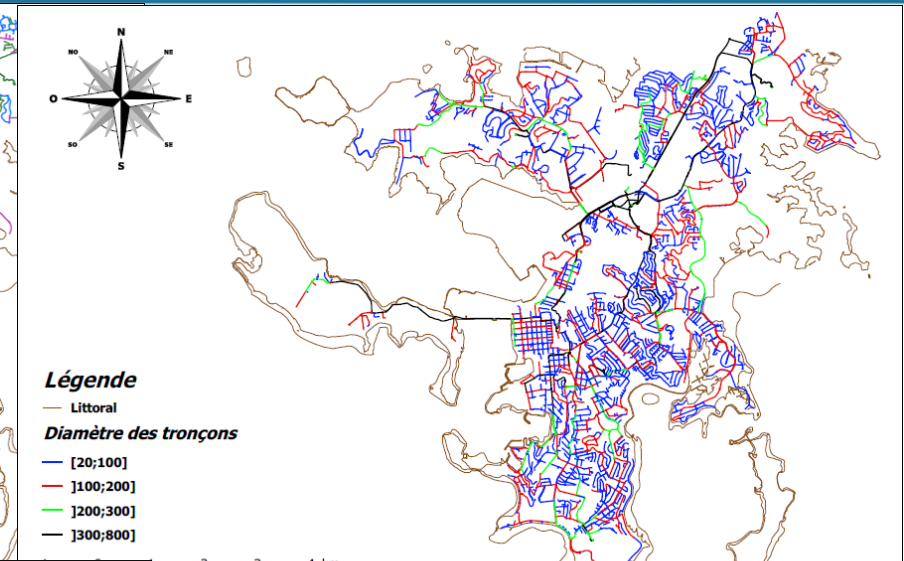 N
NO
NE
O
E
SO
SE
S
Légende
Littoral
Diamètre des tronçons
[20;100]
]100;200]
]200;300]
]300;800]